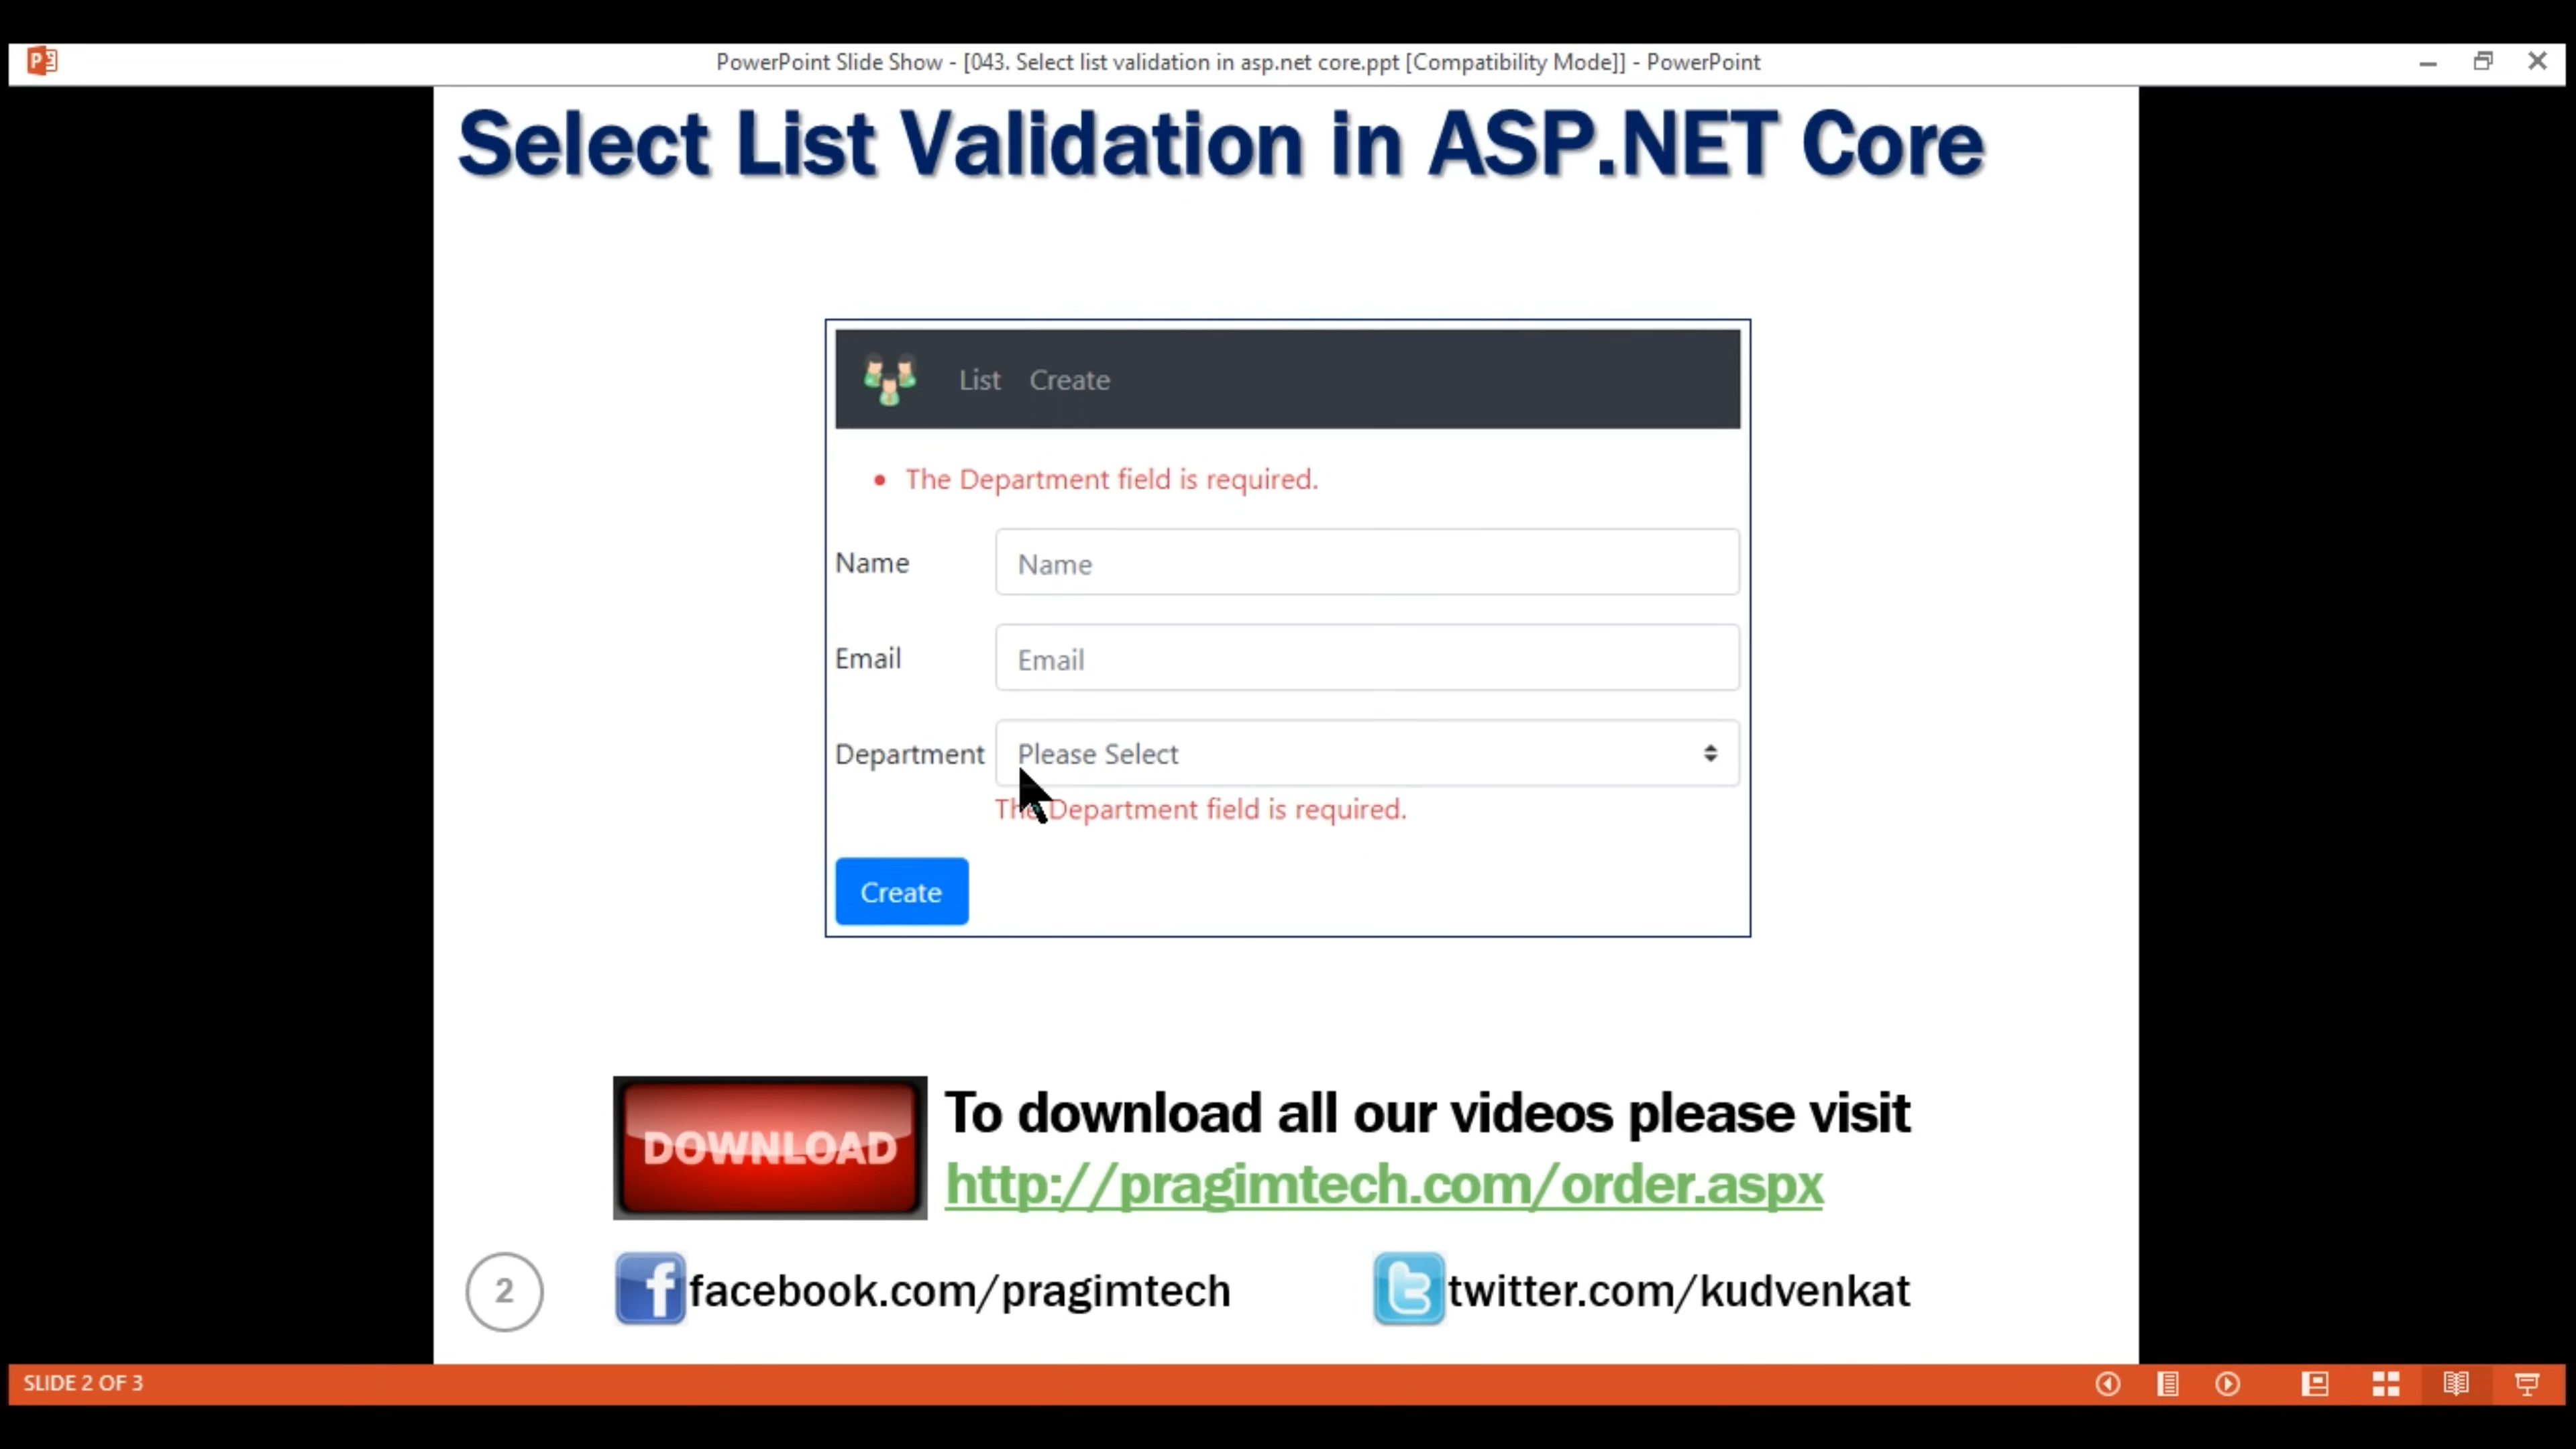 PowerPoint Slide Show - [043. Select list validation in asp.net core.ppt [Compatibility Mode]] - PowerPoint
Select List Validation in ASP.NET Core
List Create
• The Department field is required.
Name Name
Email Email
Department Please Select
The Department field is required.
Create
DOWNLOAD
To download all our videos please visit
http://pragimtech.com/order.aspx
2
facebook.com/pragimtech
twitter.com/kudvenkat
SLIDE 2 OF 3